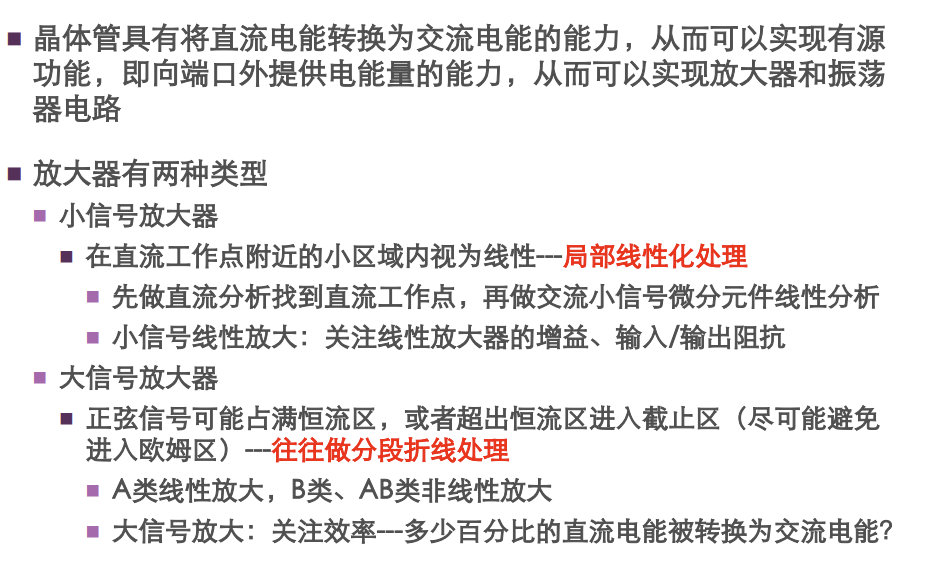 晶体管具有将直流电能转换为交流电能的能力，从而可以实现有源
功能，即向端口外提供电能量的能力，从而可以实现放大器和振荡
器电路
放大器有两种类型
小信号放大器
在直流工作点附近的小区域内视为线性---局部线性化处理
先做直流分析找到直流工作点，再做交流小信号微分元件线性分析
小信号线性放大：关注线性放大器的增益、输入/输出阻抗
大信号放大器
正弦信号可能占满恒流区，或者超出恒流区进入截止区（尽可能避免
进入欧姆区）---往往做分段折线处理
A类线性放大，B类、AB类非线性放大
大信号放大：关注效率---多少百分比的直流电能被转换为交流电能？